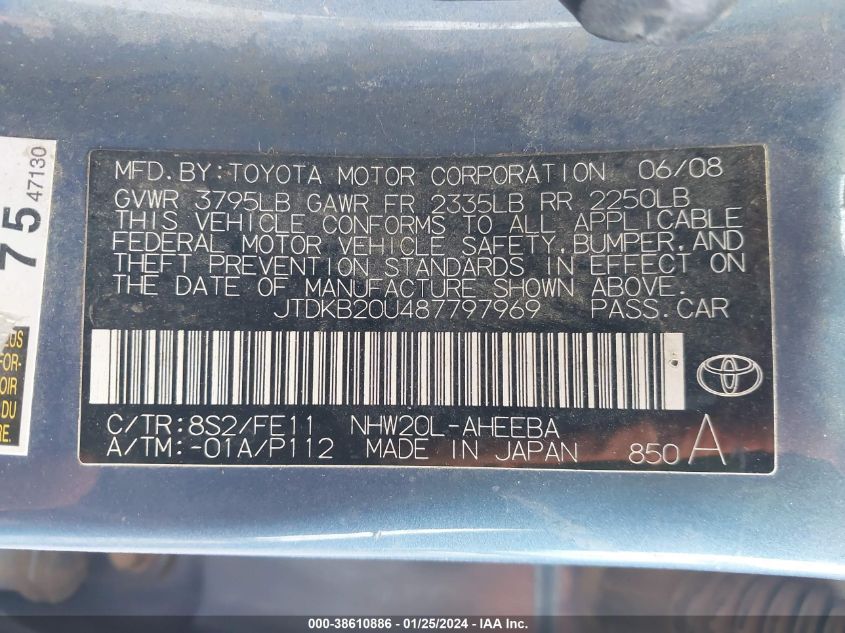 75
47130
MFD.BY:TOYOTA MOTOR CORPORATION 06/08
GVWR 3795LB GAWR FR 2335LB RR 2250LB
THIS VEHICLE CONFORMS TO ALL APPLICABLE
FEDERAL MOTOR VEHICLE SAFETY,BUMPER,AND
THEFT PREVENTION STANDARDS IN EFFECT ON
THE DATE OF MANUFACTURE SHOWN ABOVE.
JTDKB20U487797969 PASS.CAR
C/TR:8S2/FE11 NHW20L-AHEEBA
A/TM:-01A/P112 MADE IN JAPAN 850 A
DU
000-38610886 - 01/25/2024 - IAA Inc.